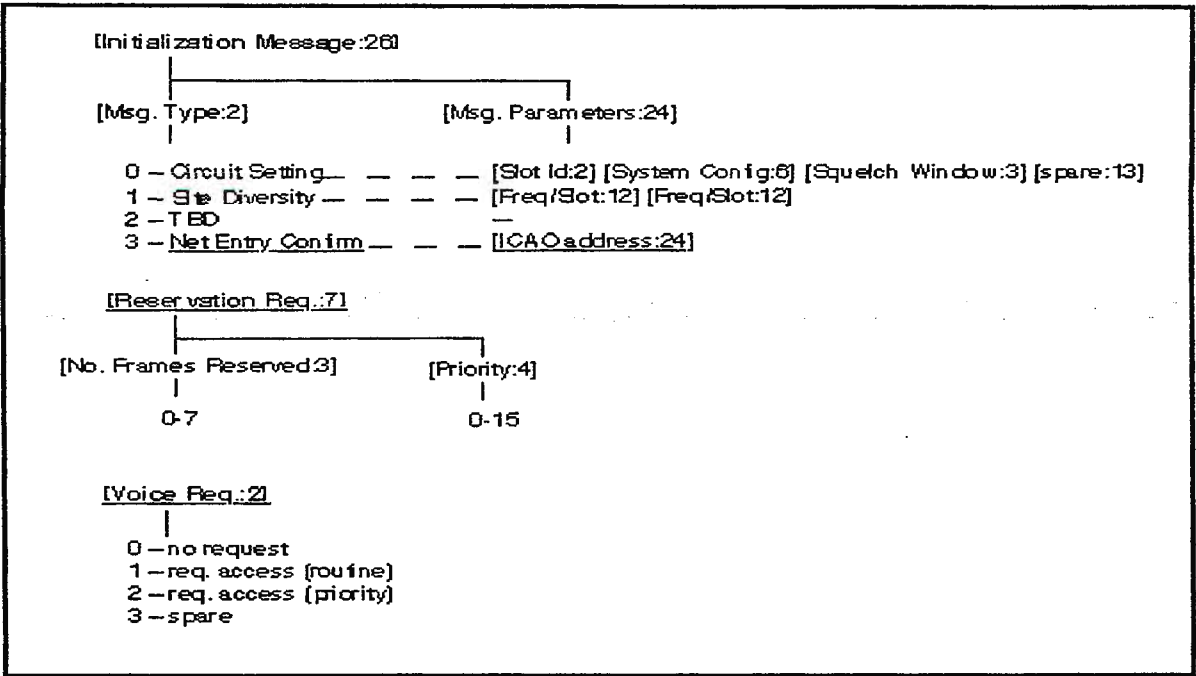 [Initialization Message:26]
[Msg. Type:2] [Msg. Parameters:24]
0 – Circuit Setting — — — [Slot Id:2] [System Config:6] [Squelch Window:3] [spare:13]
1 – Site Diversity — — — [Freq/Slot:12] [Freq/Slot:12]
2 – TBD —
3 – Net Entry Confirm — — — [ICAO address:24]
[Reservation Req.:7]
[No. Frames Reserved:3] [Priority:4]
0-7 0-15
[Voice Req.:2]
0 – no request
1 – req. access (routine)
2 – req. access (priority)
3 – spare